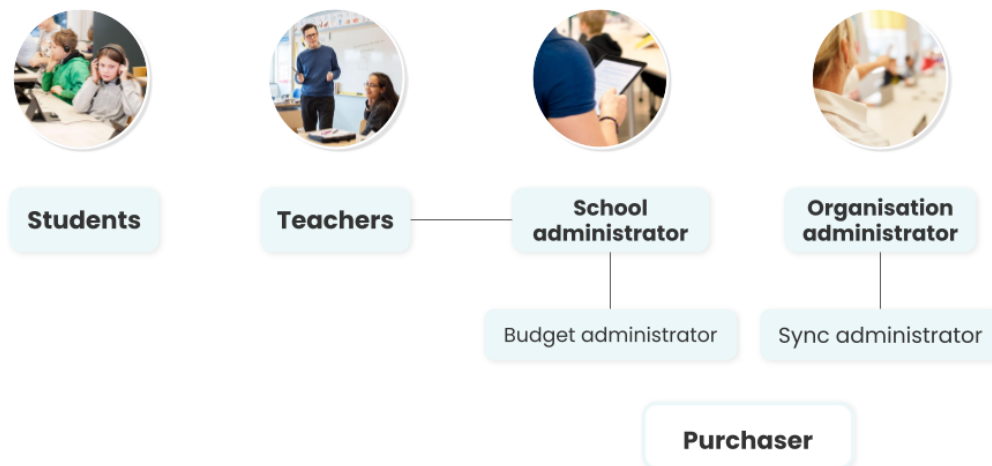 Students
Teachers
School
administrator
Organisation
administrator
Budget administrator
Sync administrator
Purchaser